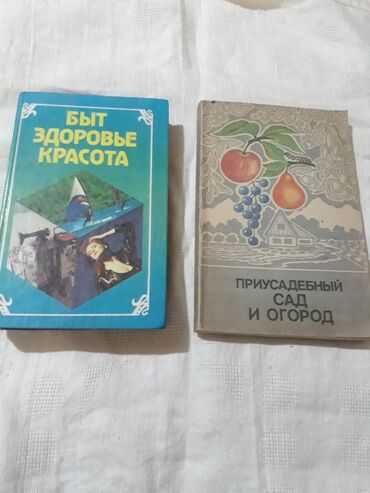 БЫТ
ЗДОРОВЬЕ
КРАСОТА
ПРИУСАДЕБНЫЙ
САД
И ОГОРОД